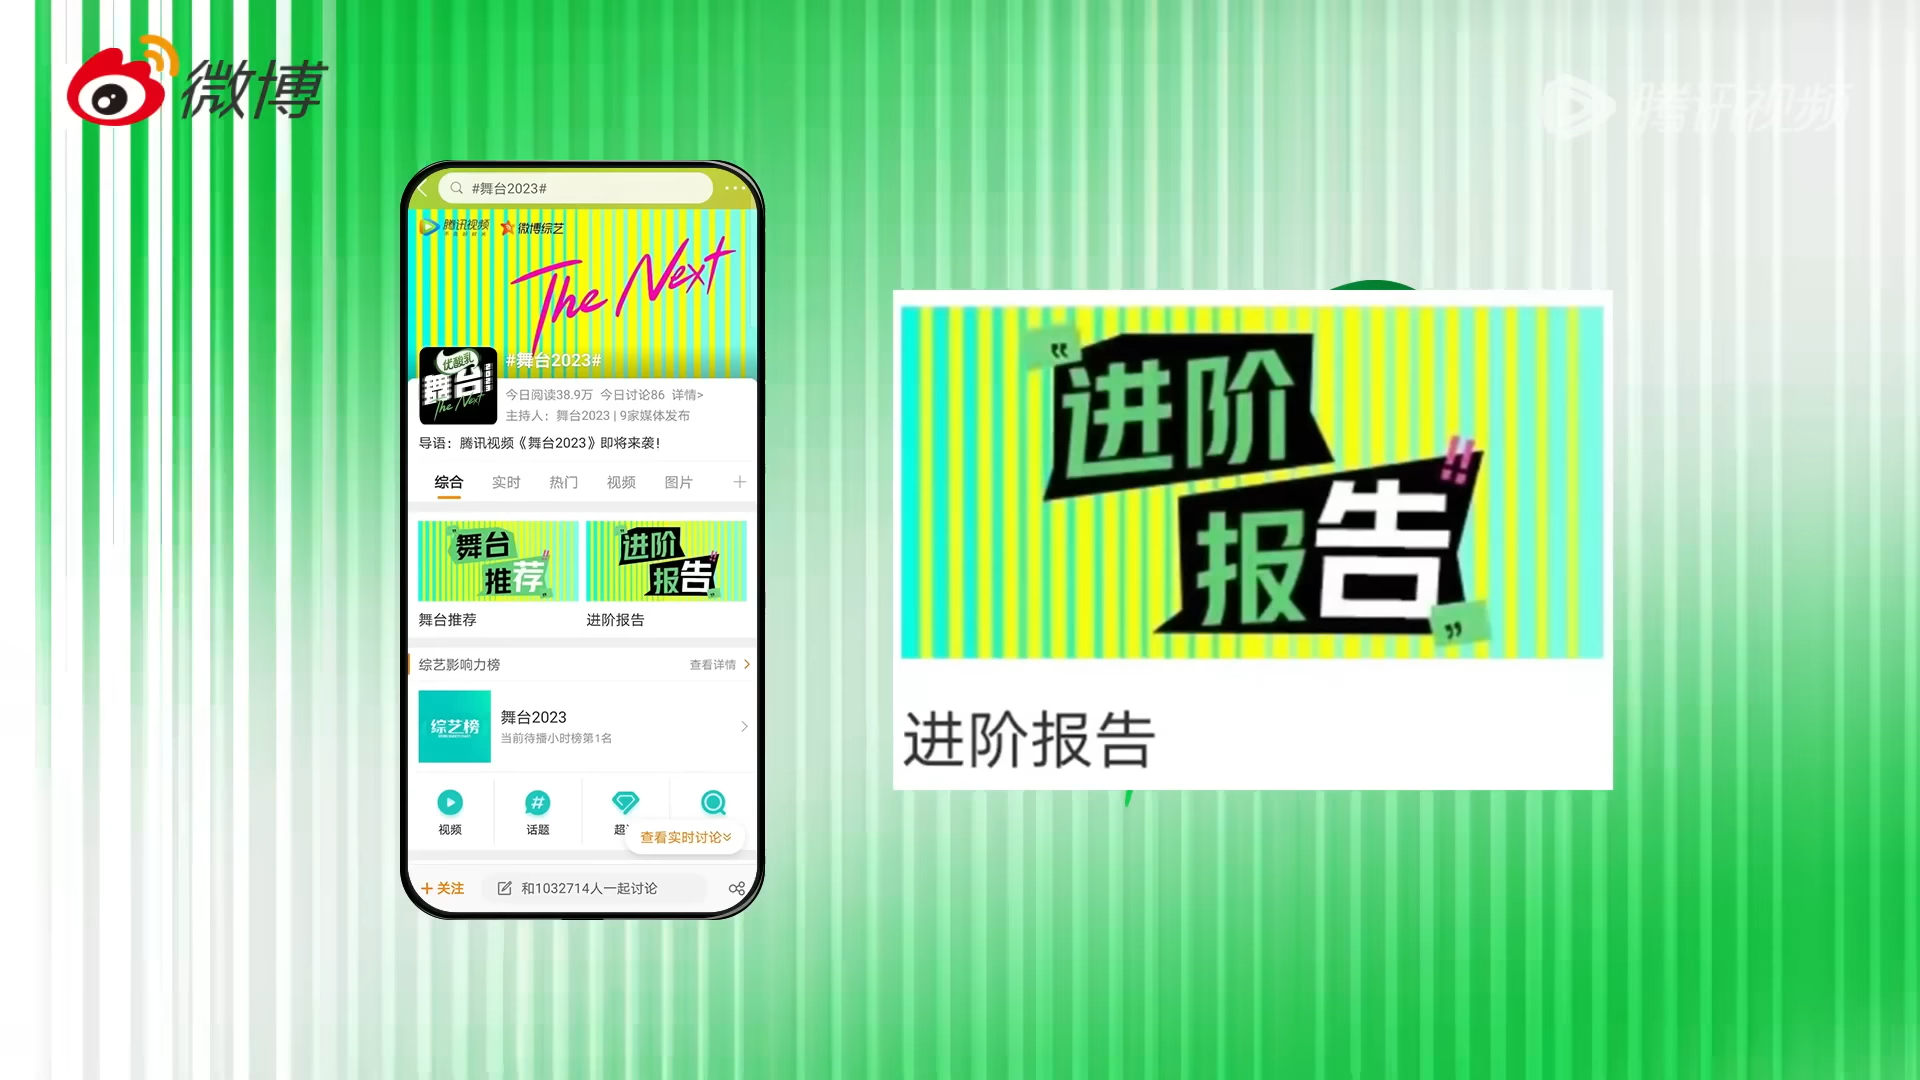 微博
腾讯视频
#舞台2023#
腾讯视频 微博综艺
The Next
优酸乳
舞台2023
The Next
#舞台2023#
今日阅读38.9万 今日讨论86 详情>
主持人：舞台2023 | 9家媒体发布
导语：腾讯视频《舞台2023》即将来袭！
综合 实时 热门 视频 图片
舞台
推荐
进阶
报告
舞台推荐 进阶报告
综艺影响力榜 查看详情
综艺榜
舞台2023
当前待播小时榜第1名
视频 话题 超
查看实时讨论
+关注 和1032714人一起讨论
进阶
报告
进阶报告